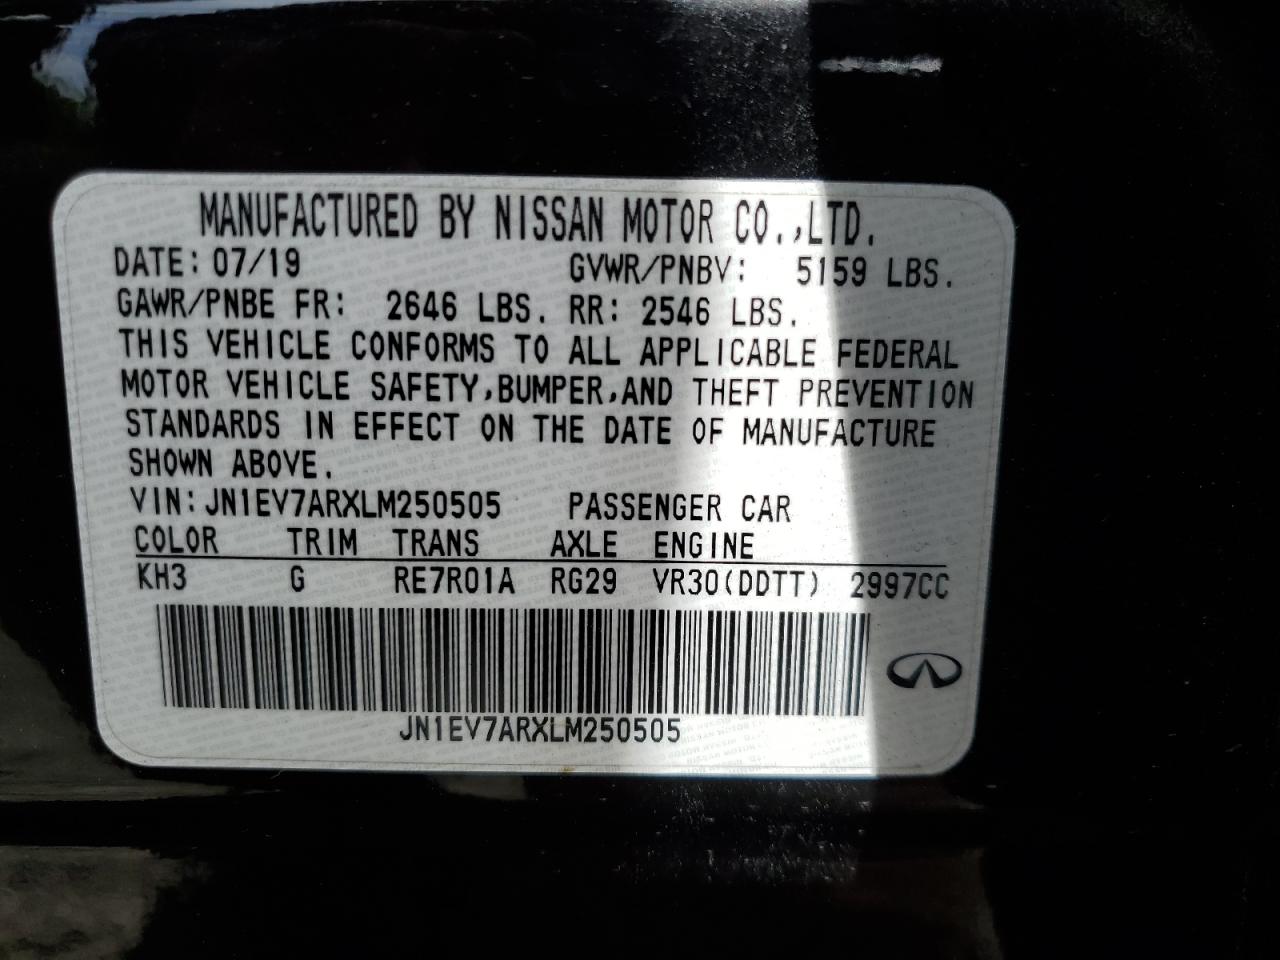 MANUFACTURED BY NISSAN MOTOR CO.,LTD.
DATE: 07/19 GVWR/PNBV: 5159 LBS.
GAWR/PNBE FR: 2646 LBS. RR: 2546 LBS.
THIS VEHICLE CONFORMS TO ALL APPLICABLE FEDERAL
MOTOR VEHICLE SAFETY,BUMPER,AND THEFT PREVENTION
STANDARDS IN EFFECT ON THE DATE OF MANUFACTURE
SHOWN ABOVE.
VIN:JN1EV7ARXLM250505 PASSENGER CAR
COLOR TRIM TRANS AXLE ENGINE
KH3 G RE7R01A RG29 VR30(DDTT) 2997CC
JN1EV7ARXLM250505